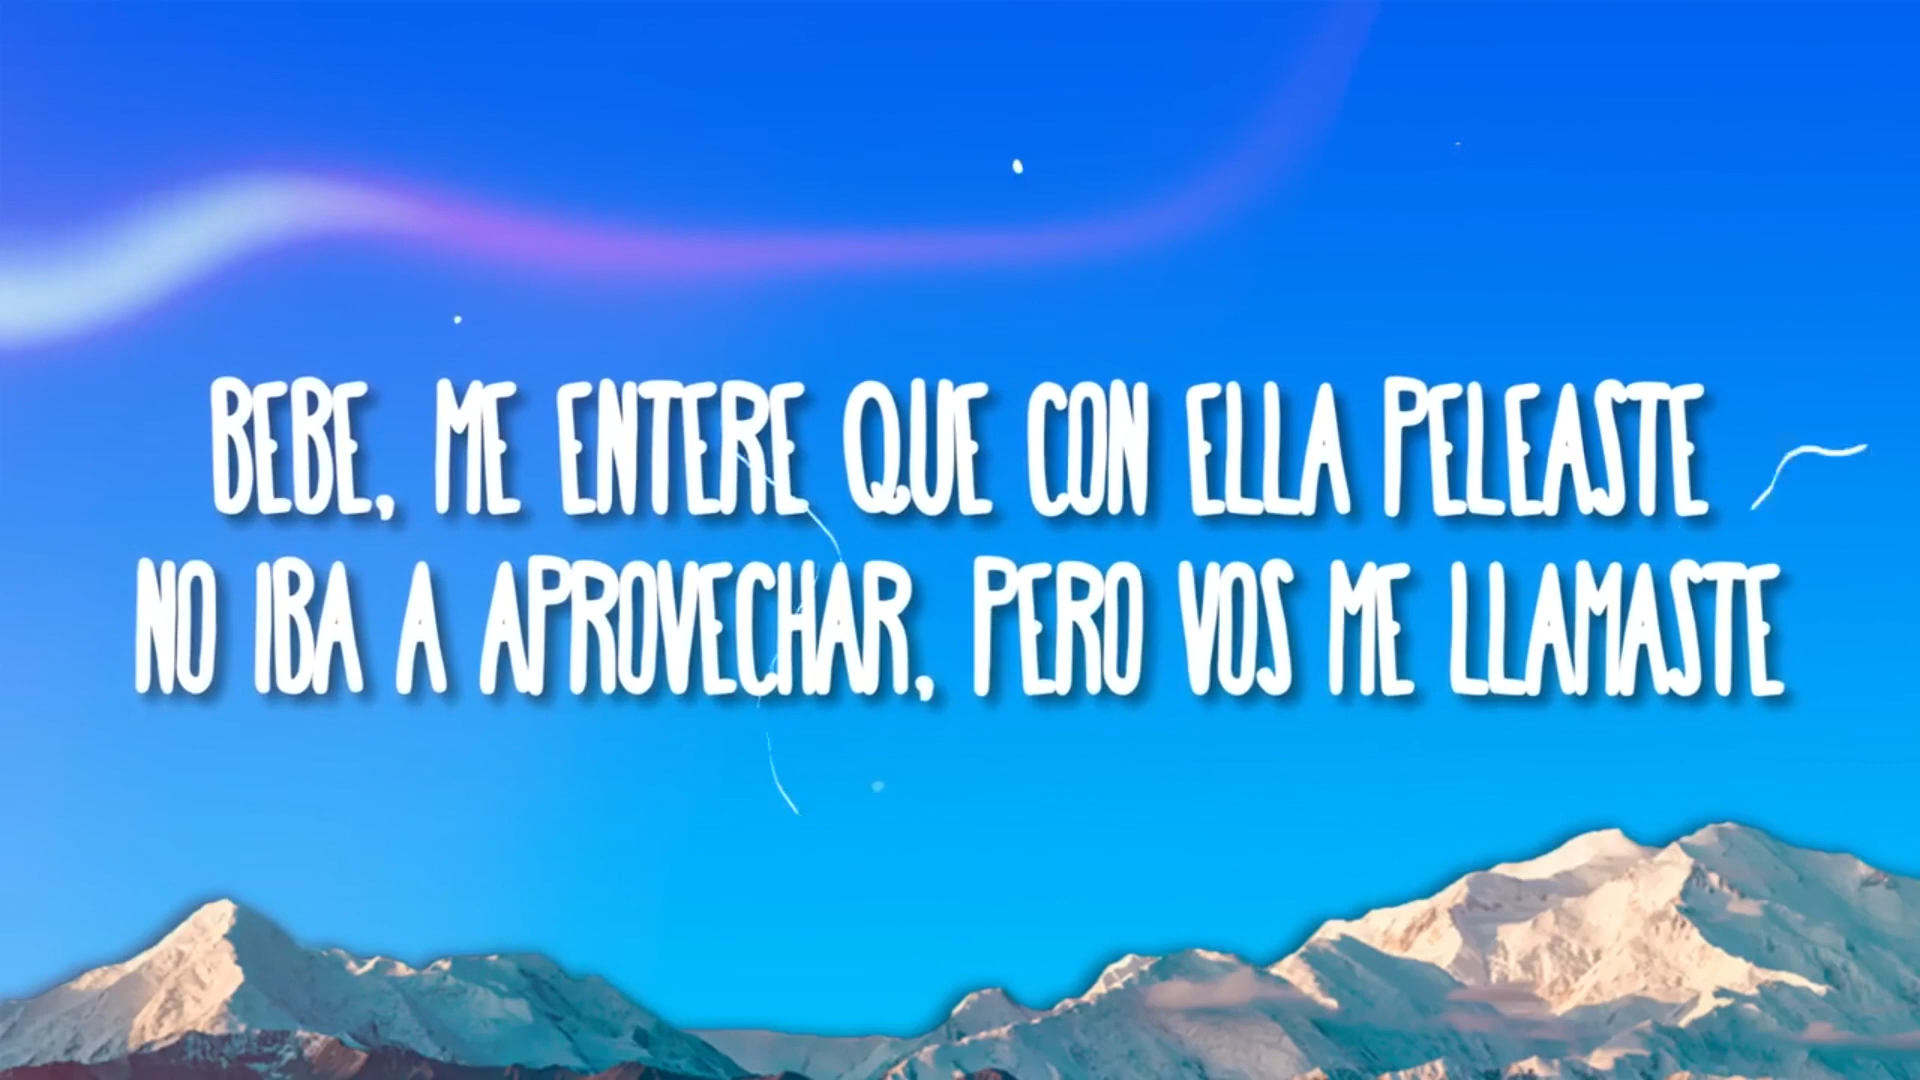 BEBE, ME ENTERE QUE CON ELLA PELEASTE
NO IBA A APROVECHAR, PERO VOS ME LLAMASTE